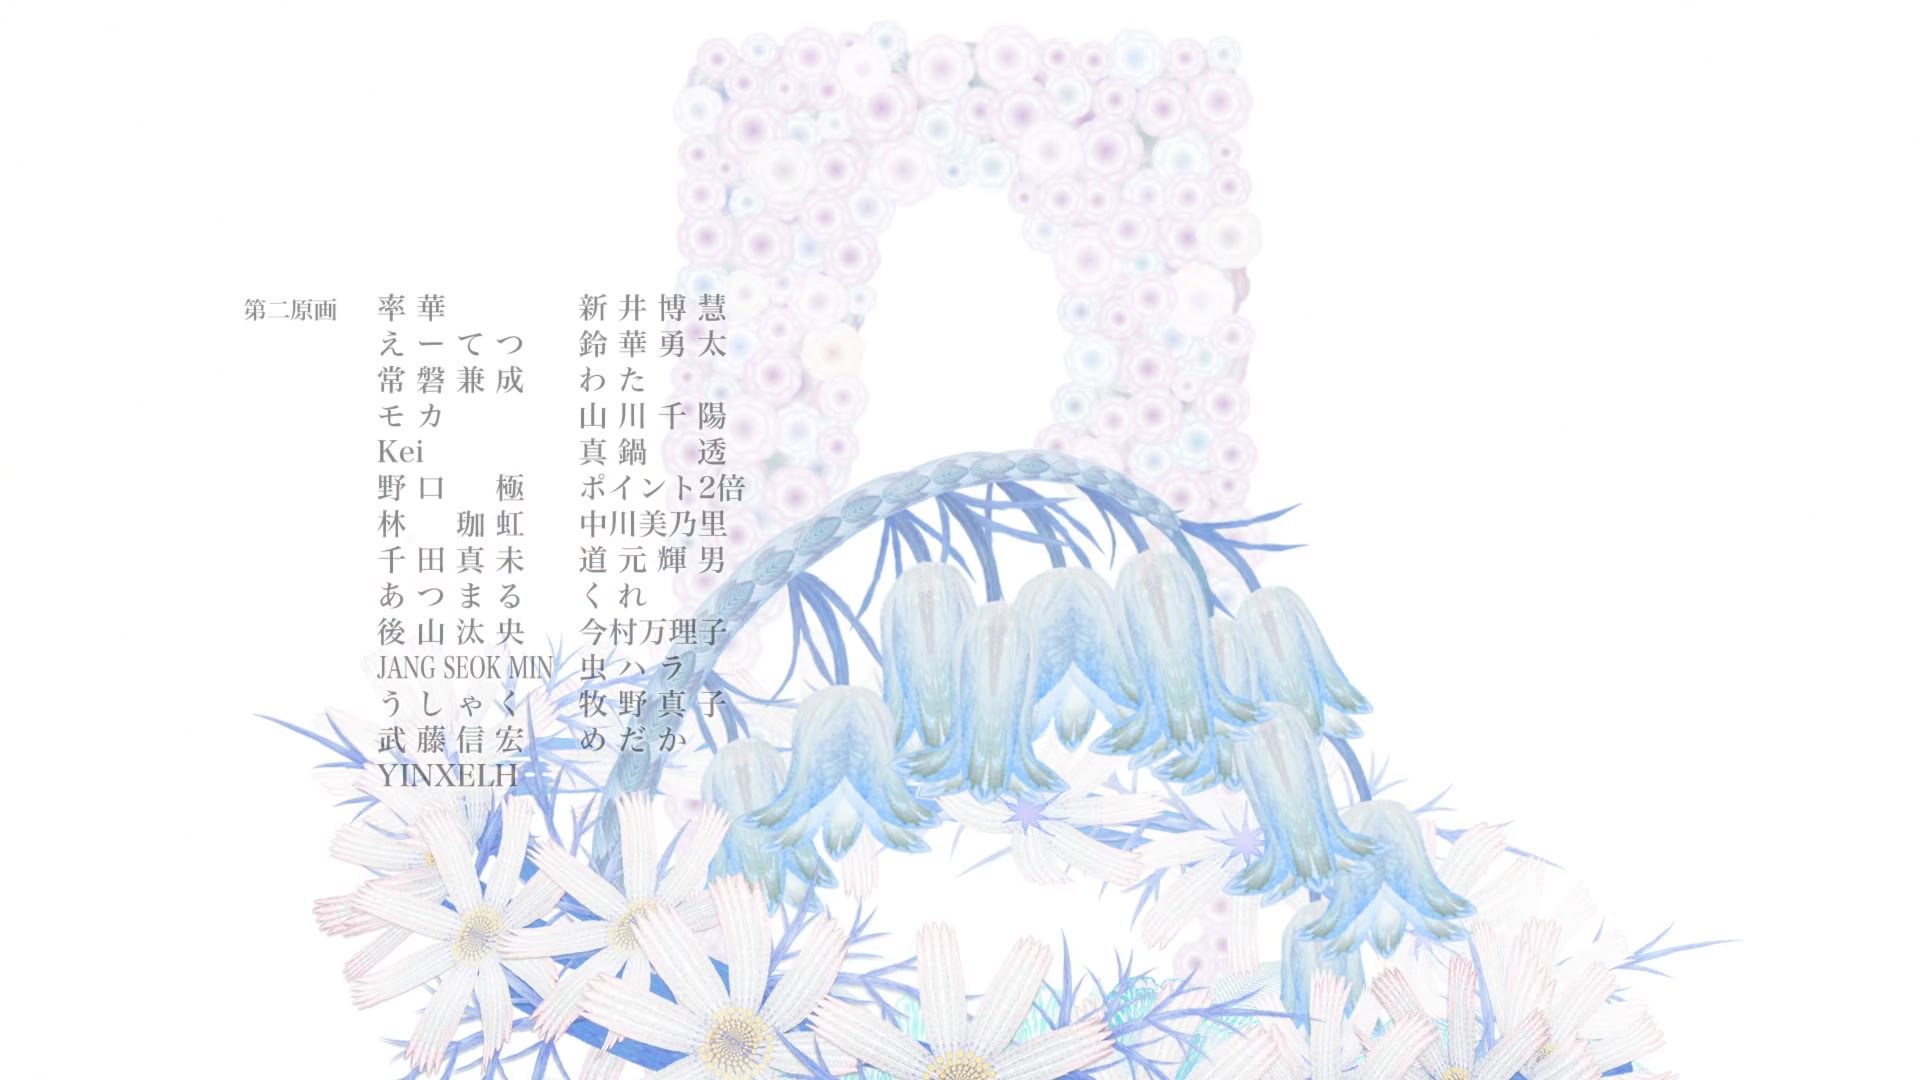 第二原画
率華 新井博慧
えーてつ 鈴華勇太
常磐兼成 わた
モカ 山川千陽
Kei 真鍋 透
野口 極 ポイント2倍
林 珈虹 中川美乃里
千田真未 道元輝男
あつまる くれ
後山汰央 今村万理子
JANG SEOK MIN 虫ハラ
うしゃく 牧野真子
武藤信宏 めだか
YINXELH